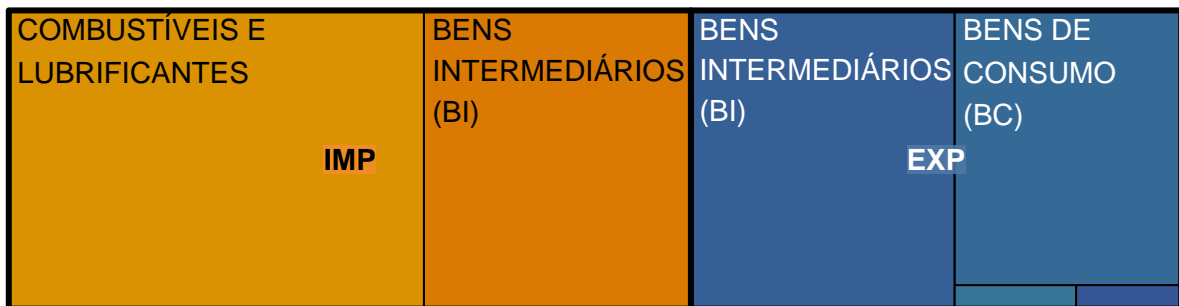 COMBUSTÍVEIS E
LUBRIFICANTES
BENS
INTERMEDIÁRIOS
(BI)
IMP
BENS
INTERMEDIÁRIOS
(BI)
BENS DE
CONSUMO
(BC)
EXP